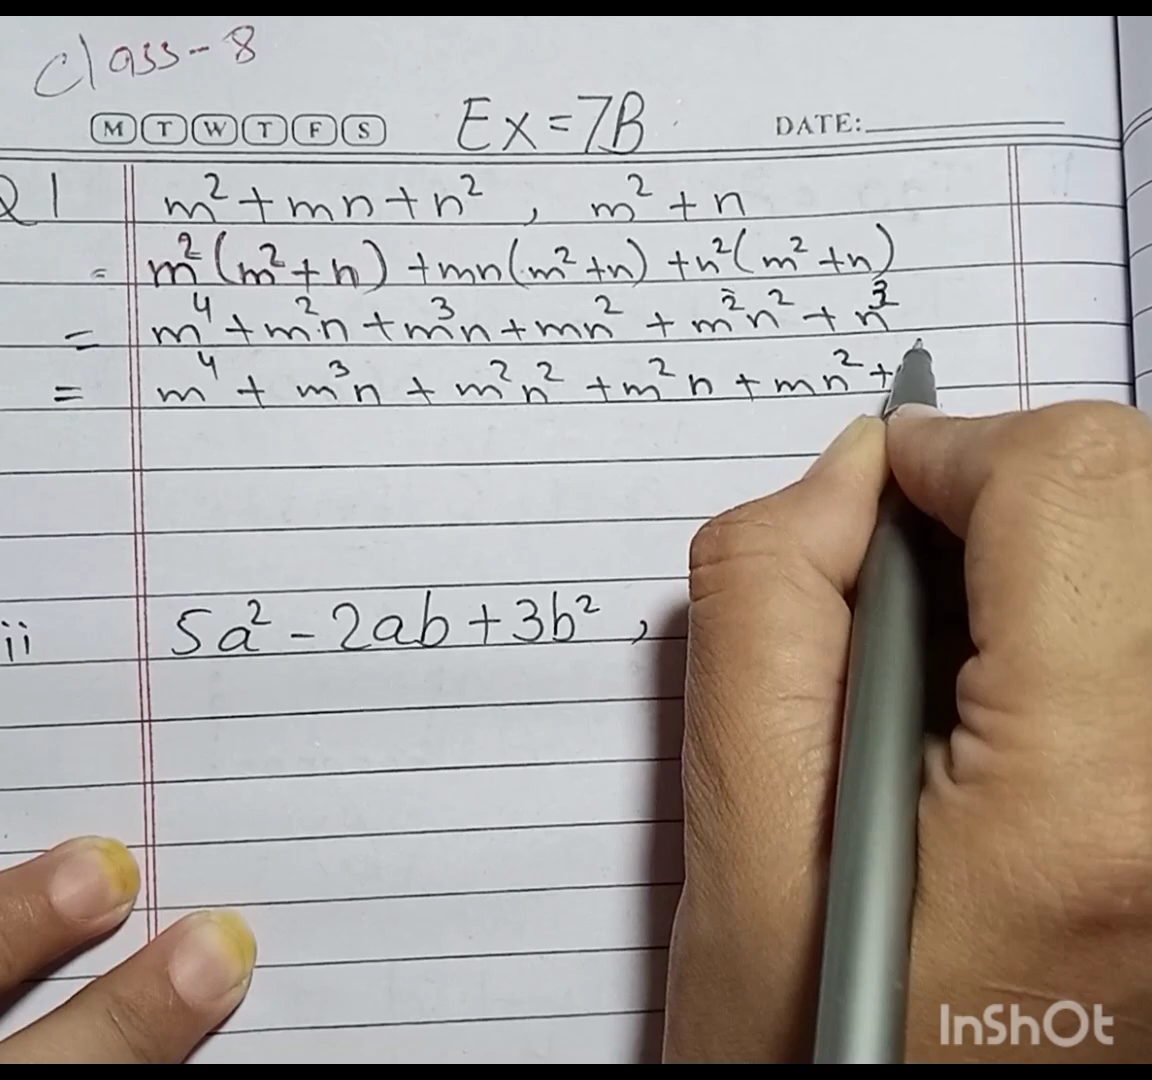 Class-8
M T W T F S Ex = 7B DATE:
Q1 m² + mn + n² , m² + n
= m²(m² + n) + mn(m² + n) + n²(m² + n)
= m⁴ + m²n + m³n + mn² + m²n² + n³
= m⁴ + m³n + m²n² + m²n + mn² +
ii 5a² - 2ab + 3b² ,
InShOt